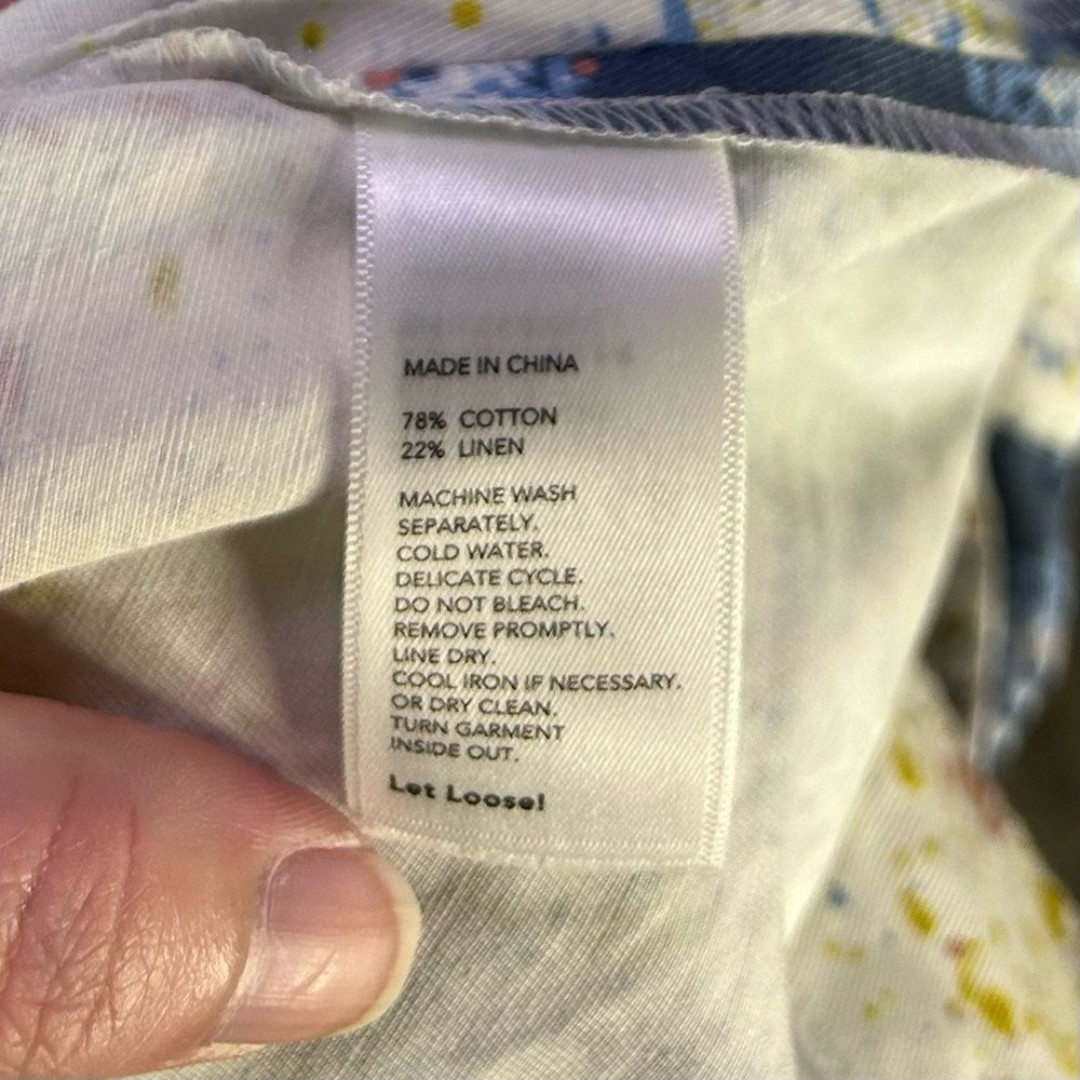 MADE IN CHINA
78% COTTON
22% LINEN
MACHINE WASH
SEPARATELY.
COLD WATER.
DELICATE CYCLE.
DO NOT BLEACH.
REMOVE PROMPTLY.
LINE DRY.
COOL IRON IF NECESSARY.
OR DRY CLEAN.
TURN GARMENT
INSIDE OUT.
Let Loose!